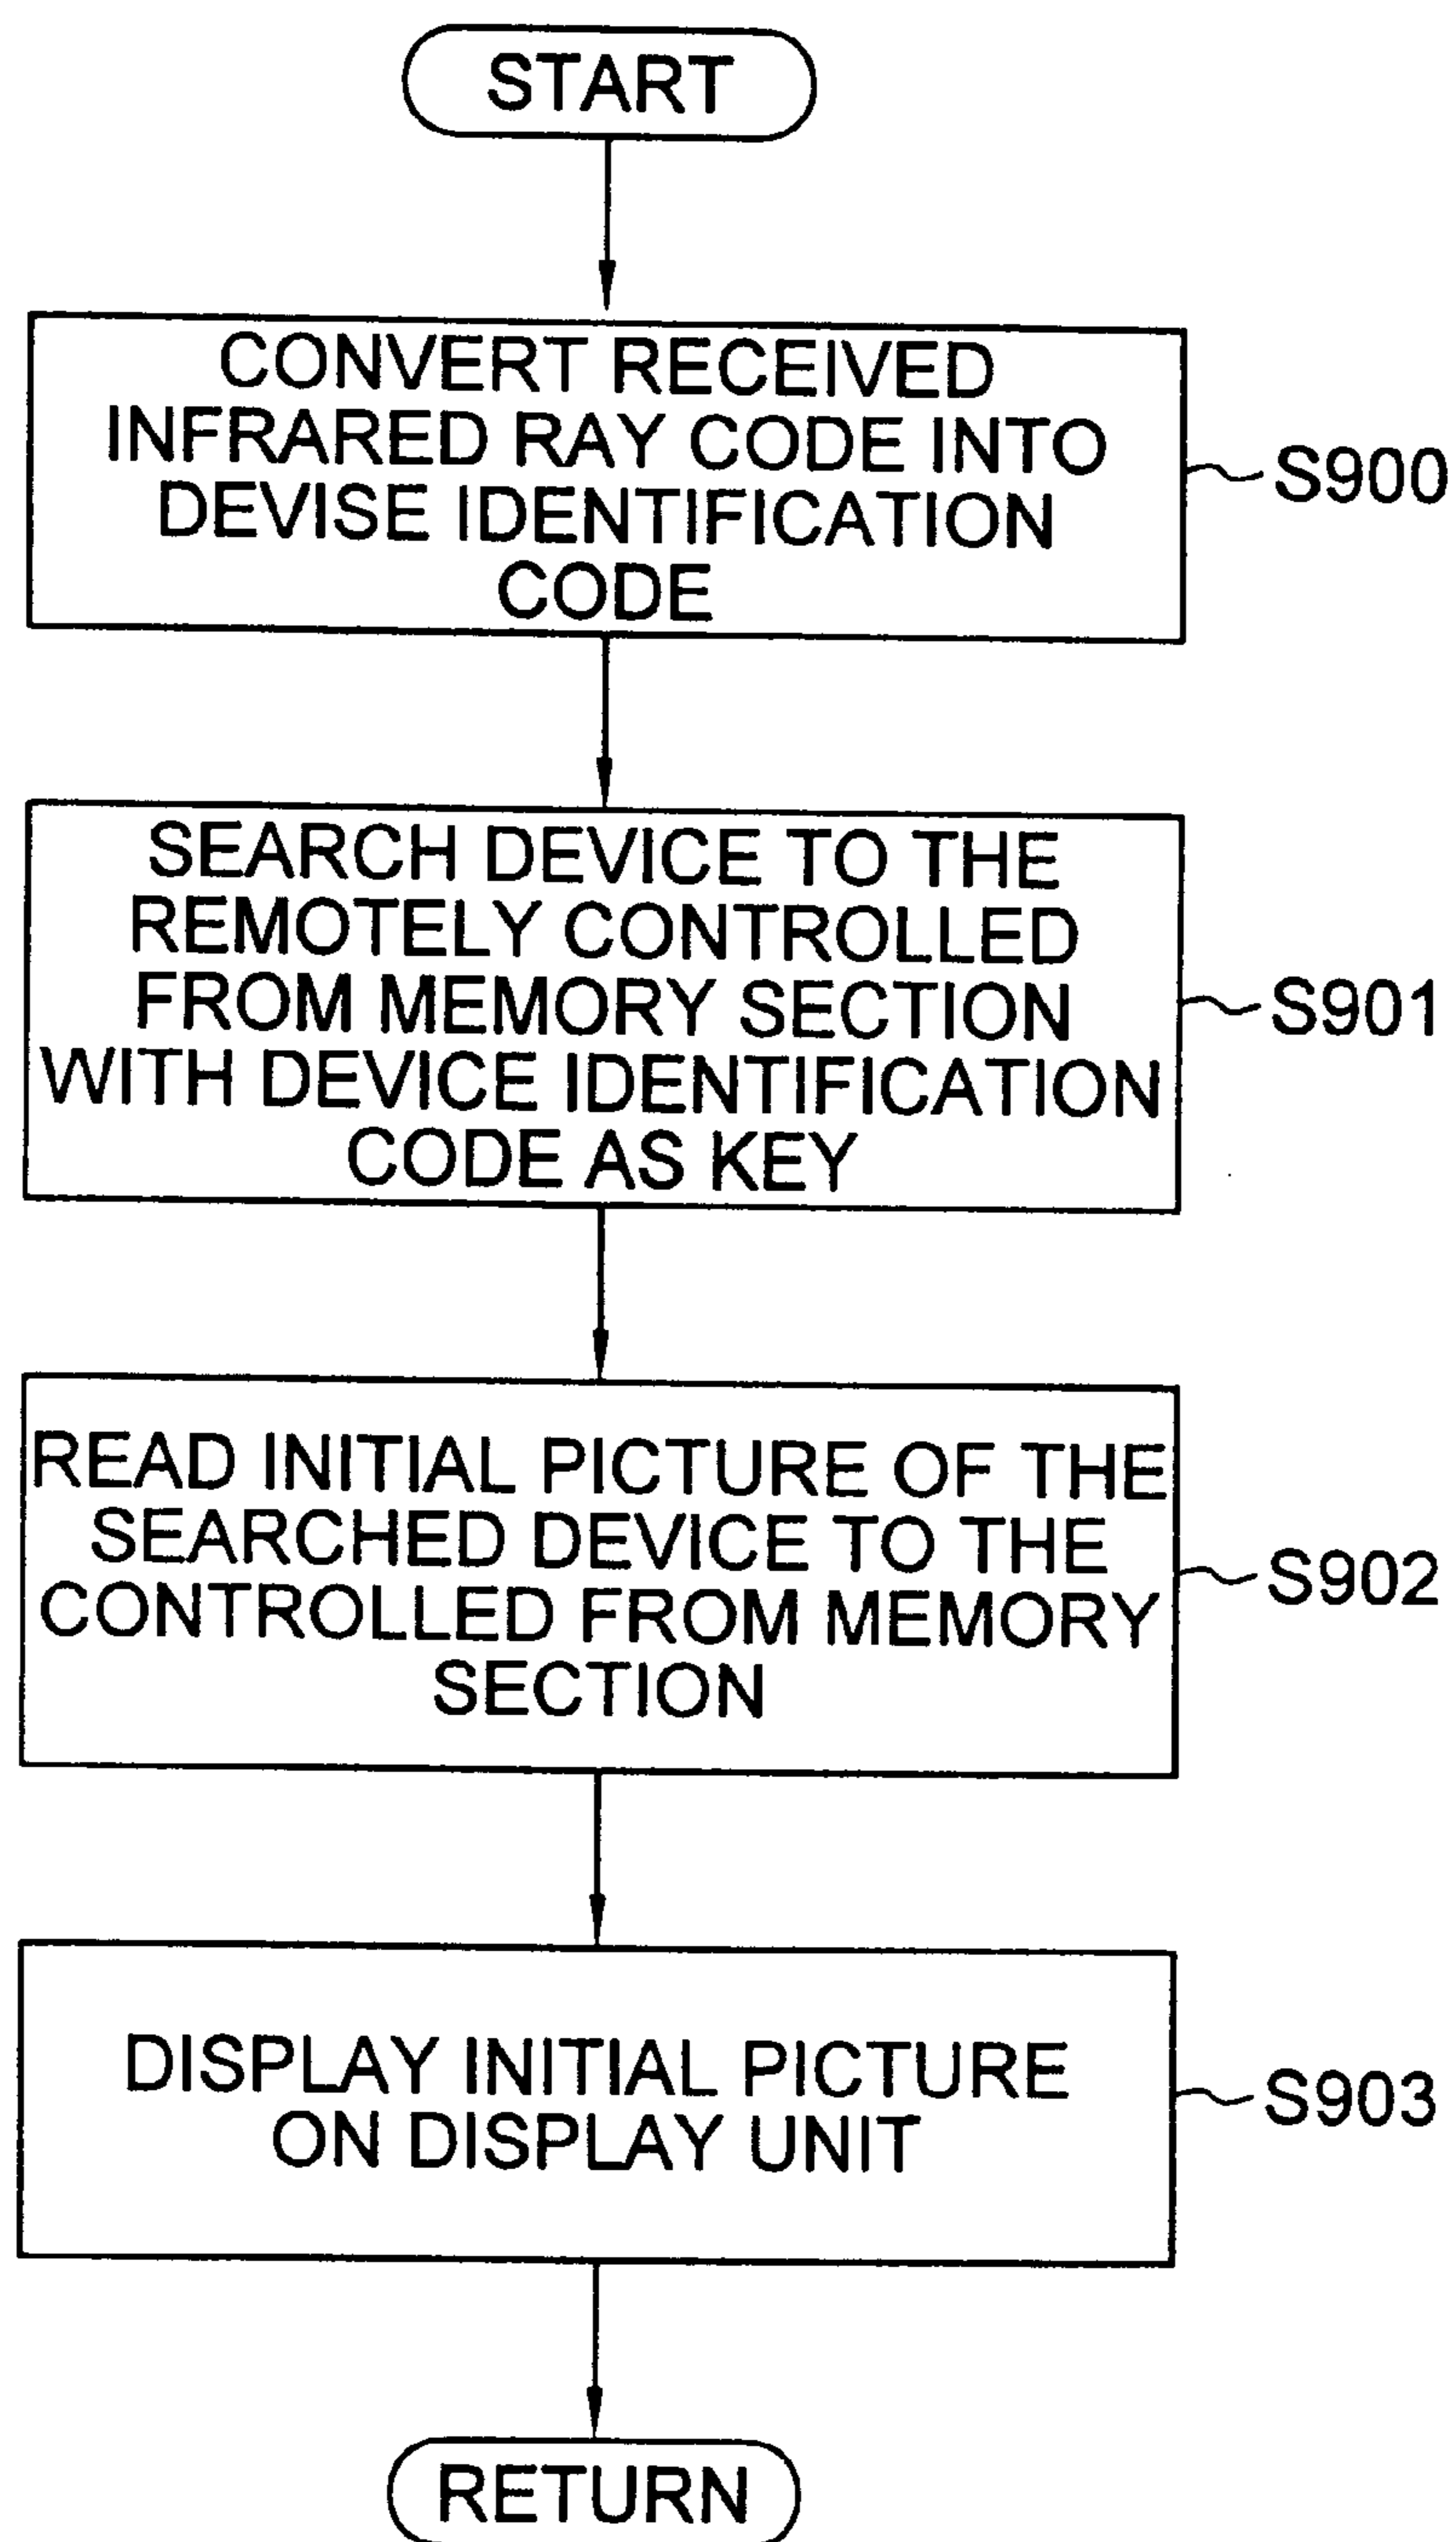 START
CONVERT RECEIVED
INFRARED RAY CODE INTO
DEVISE IDENTIFICATION
CODE
S900
SEARCH DEVICE TO THE
REMOTELY CONTROLLED
FROM MEMORY SECTION
WITH DEVICE IDENTIFICATION
CODE AS KEY
S901
READ INITIAL PICTURE OF THE
SEARCHED DEVICE TO THE
CONTROLLED FROM MEMORY
SECTION
S902
DISPLAY INITIAL PICTURE
ON DISPLAY UNIT
S903
RETURN